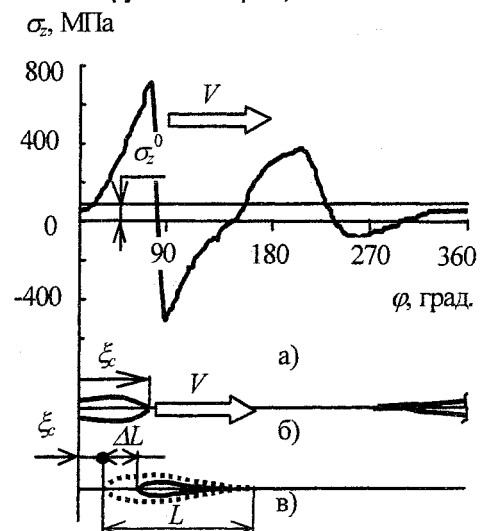 σz, МПа
800
V
400
σz⁰
0
90
180
270
360
-400
φ, град.
а)
ξc
V
б)
ξc
ΔL
L
в)